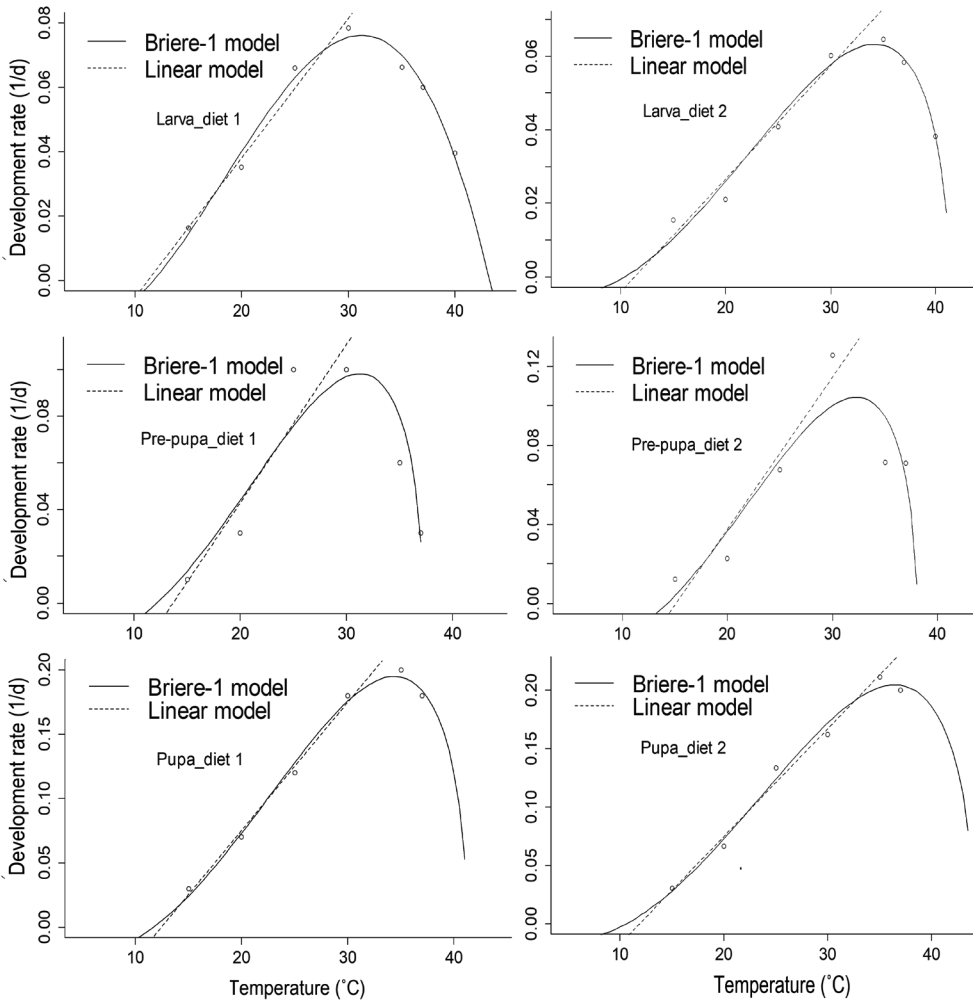 Development rate (1/d)
0.00 0.02 0.04 0.06 0.08
Briere-1 model
Linear model
Larva_diet 1
10 20 30 40
0.00 0.02 0.04 0.06
Briere-1 model
Linear model
Larva_diet 2
10 20 30 40
Development rate (1/d)
0.00 0.04 0.08
Briere-1 model
Linear model
Pre-pupa_diet 1
10 20 30 40
0.00 0.04 0.08 0.12
Briere-1 model
Linear model
Pre-pupa_diet 2
10 20 30 40
Development rate (1/d)
0.00 0.05 0.10 0.15 0.20
Briere-1 model
Linear model
Pupa_diet 1
10 20 30 40
Temperature (˚C)
0.00 0.05 0.10 0.15 0.20
Briere-1 model
Linear model
Pupa_diet 2
10 20 30 40
Temperature (˚C)